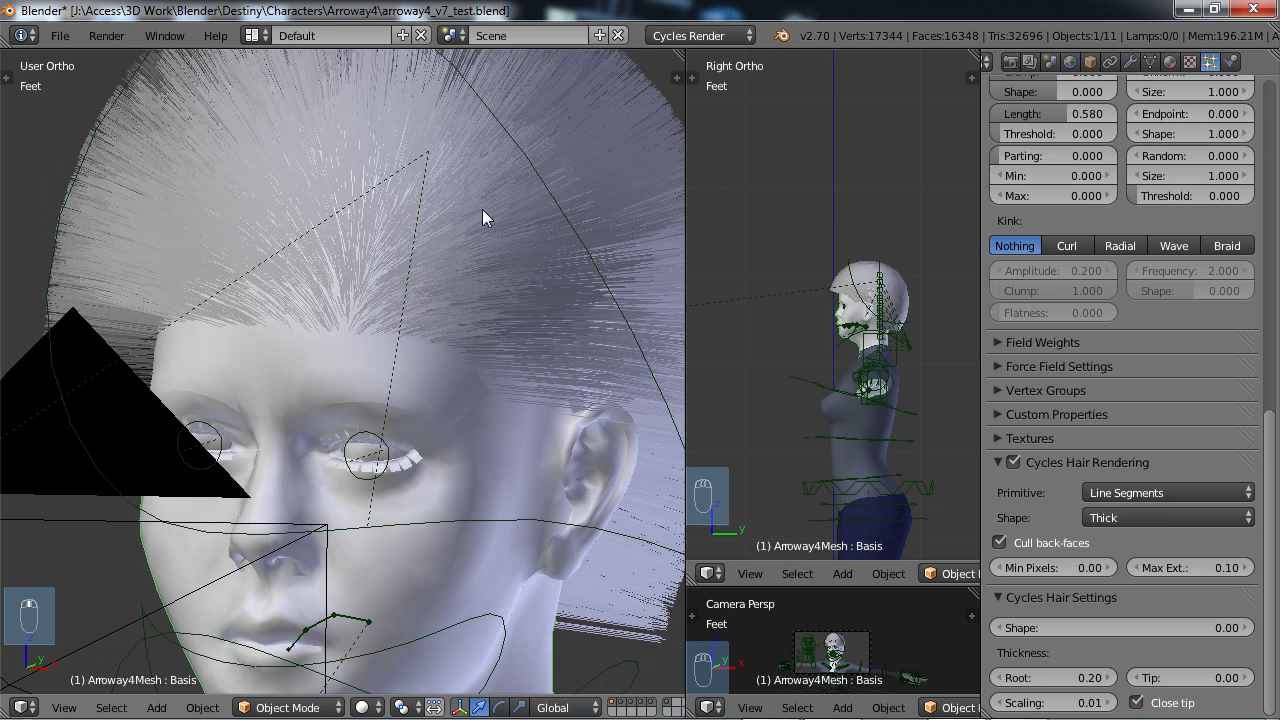 Blender* [J:\Access\3D Work\Blender\Destiny\Characters\Arroway4\arroway4_v7_test.blend]
File Render Window Help Default Scene Cycles Render v2.70 | Verts:17344 | Faces:16348 | Tris:32696 | Objects:1/11 | Lamps:0/0 | Mem:196.21M | A
User Ortho
Feet
(1) Arroway4Mesh : Basis
View Select Add Object Object Mode Global
Right Ortho
Feet
(1) Arroway4Mesh : Basis
View Select Add Object
Camera Persp
Feet
(1) Arroway4Mesh : Basis
View Select Add Object
Shape: 0.000 Size: 1.000
Length: 0.580 Endpoint: 0.000
Threshold: 0.000 Shape: 1.000
Parting: 0.000 Random: 0.000
Min: 0.000 Size: 1.000
Max: 0.000 Threshold: 0.000
Kink:
Nothing Curl Radial Wave Braid
Amplitude: 0.200 Frequency: 2.000
Clump: 1.000 Shape: 0.000
Flatness: 0.000
Field Weights
Force Field Settings
Vertex Groups
Custom Properties
Textures
Cycles Hair Rendering
Primitive: Line Segments
Shape: Thick
Cull back-faces
Min Pixels: 0.00 Max Ext.: 0.10
Cycles Hair Settings
Shape: 0.00
Thickness:
Root: 0.20 Tip: 0.00
Scaling: 0.01 Close tip